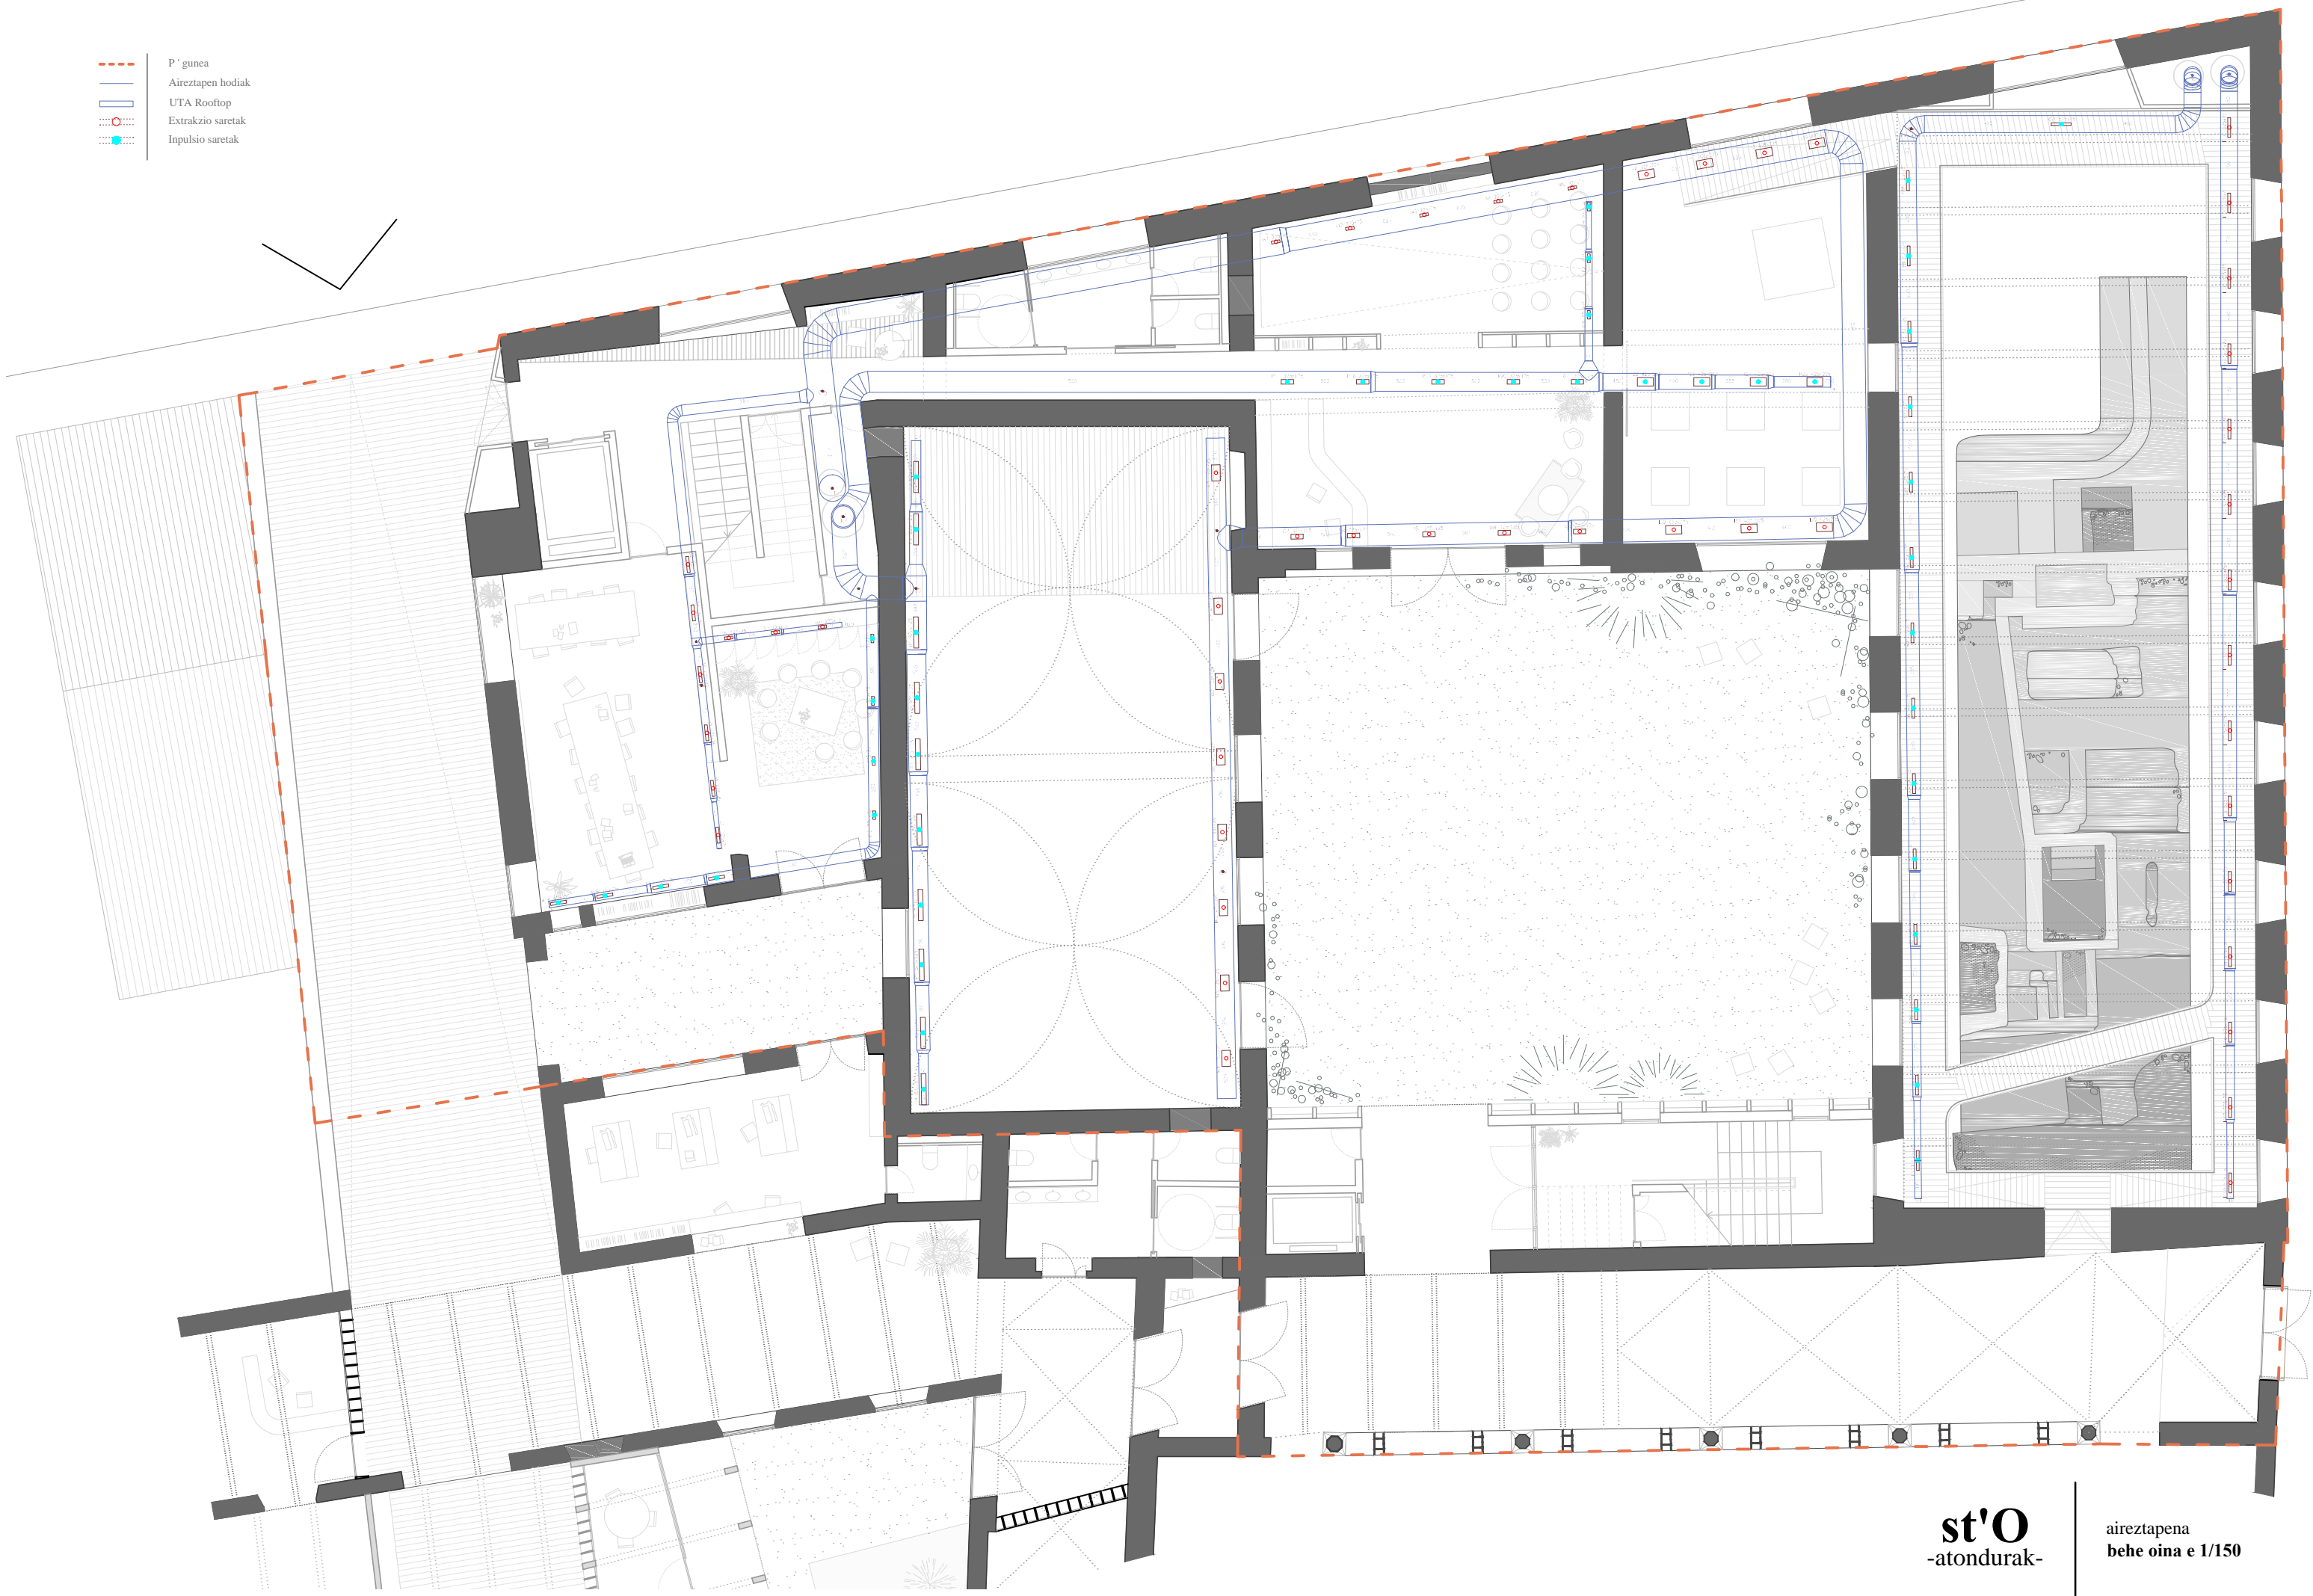 P ' gunea
Aireztapen hodiak
UTA Rooftop
Extrakzio saretak
Inpulsio saretak
st'O
-atondurak-
aireztapena
behe oina e 1/150